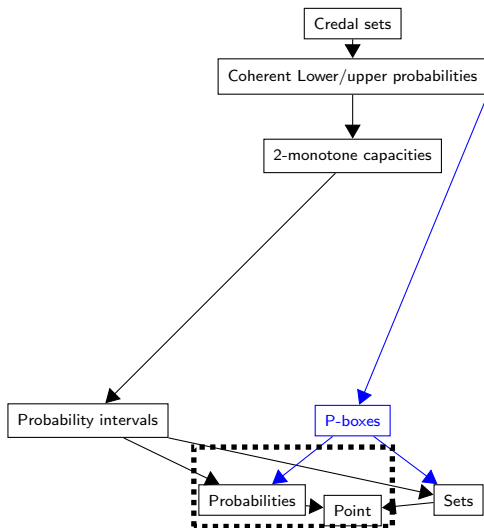 Credal sets
Coherent Lower/upper probabilities
2-monotone capacities
Probability intervals
P-boxes
Probabilities
Point
Sets